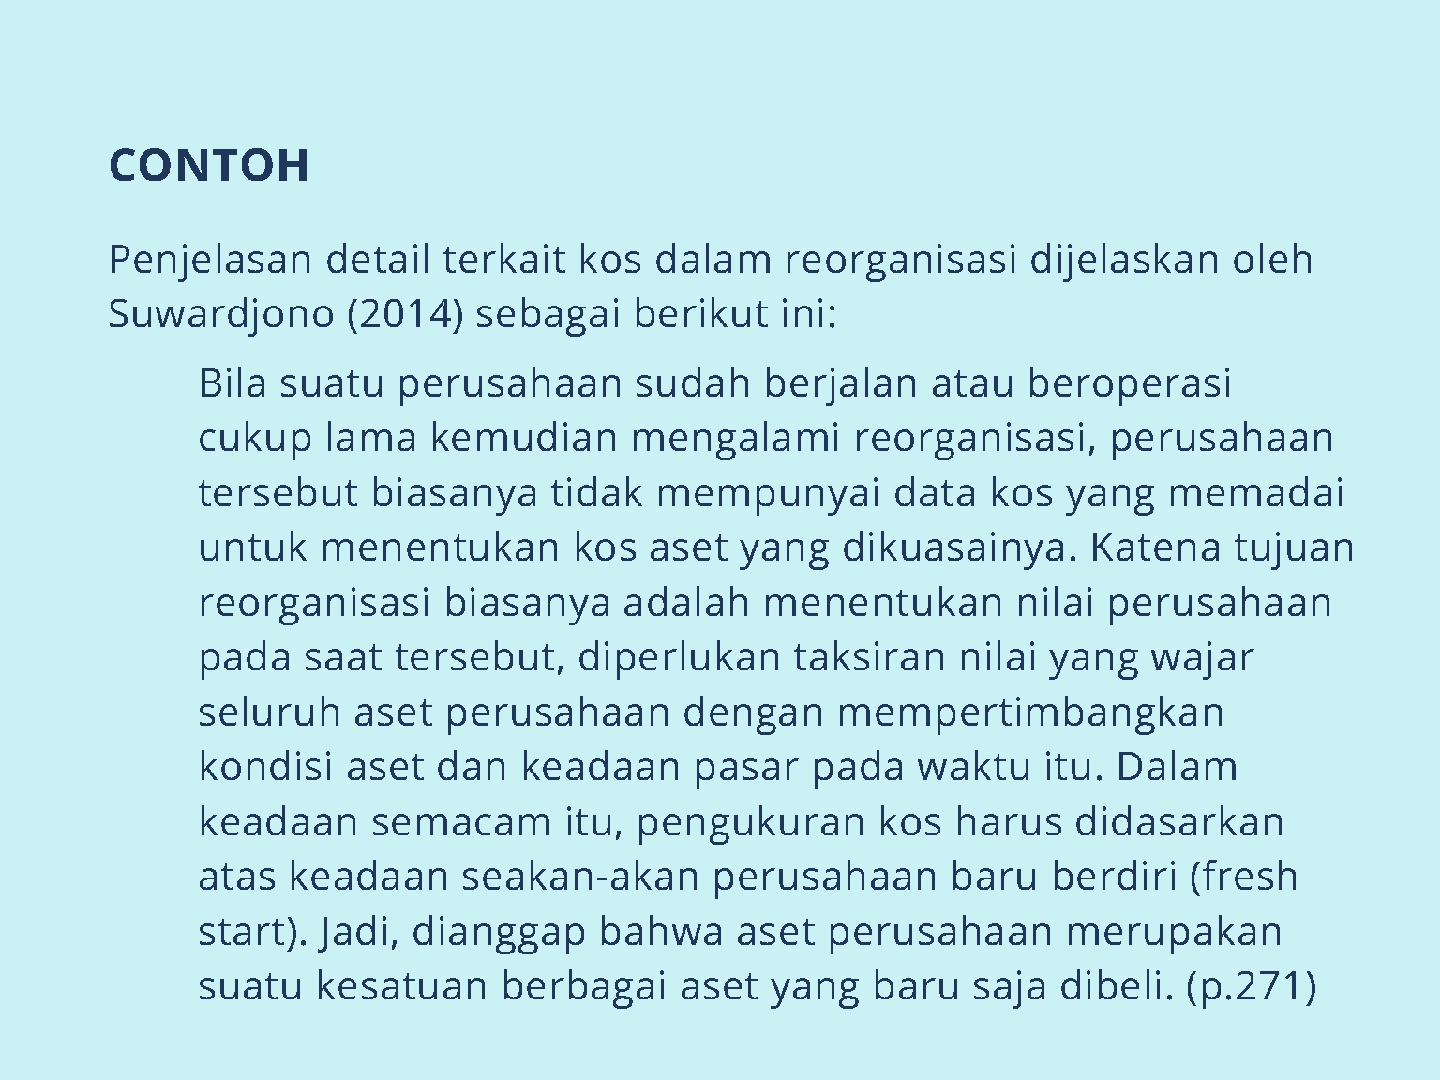 CONTOH
Penjelasan detail terkait kos dalam reorganisasi dijelaskan oleh
Suwardjono (2014) sebagai berikut ini:
Bila suatu perusahaan sudah berjalan atau beroperasi
cukup lama kemudian mengalami reorganisasi, perusahaan
tersebut biasanya tidak mempunyai data kos yang memadai
untuk menentukan kos aset yang dikuasainya. Katena tujuan
reorganisasi biasanya adalah menentukan nilai perusahaan
pada saat tersebut, diperlukan taksiran nilai yang wajar
seluruh aset perusahaan dengan mempertimbangkan
kondisi aset dan keadaan pasar pada waktu itu. Dalam
keadaan semacam itu, pengukuran kos harus didasarkan
atas keadaan seakan-akan perusahaan baru berdiri (fresh
start). Jadi, dianggap bahwa aset perusahaan merupakan
suatu kesatuan berbagai aset yang baru saja dibeli. (p.271)